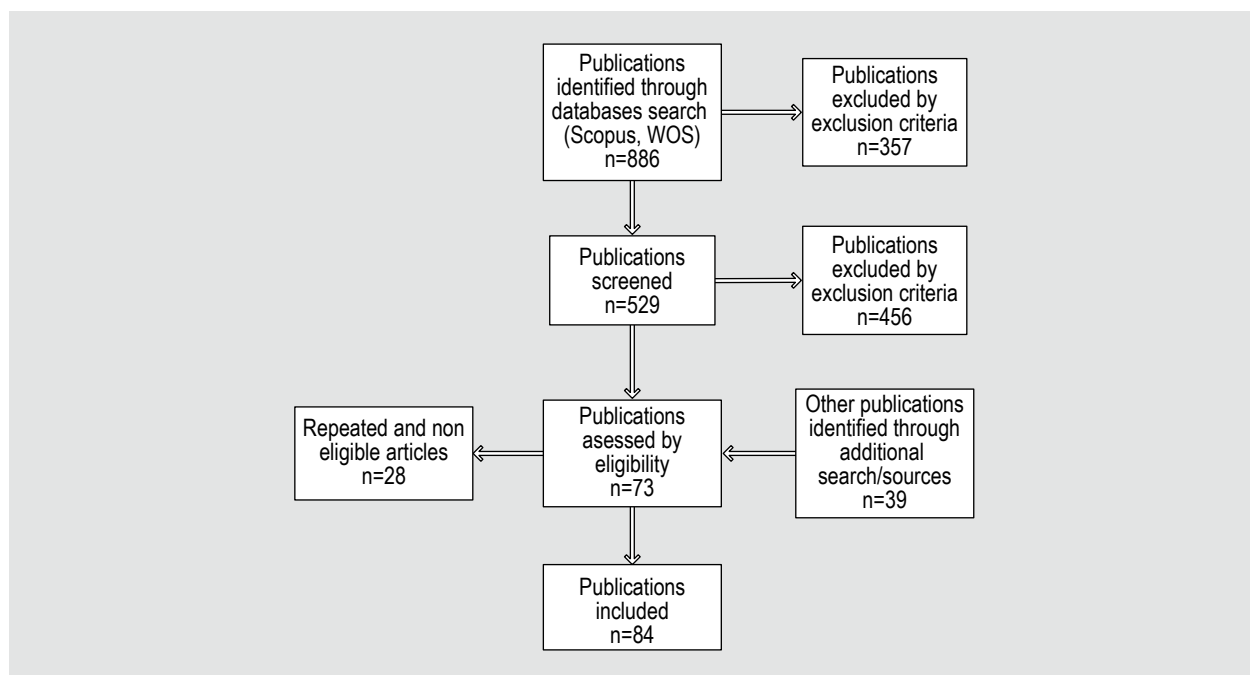 Publications
identified through
databases search
(Scopus, WOS)
n=886
Publications
excluded by
exclusion criteria
n=357
Publications
screened
n=529
Publications
excluded by
exclusion criteria
n=456
Repeated and non
eligible articles
n=28
Publications
asessed by
eligibility
n=73
Other publications
identified through
additional
search/sources
n=39
Publications
included
n=84